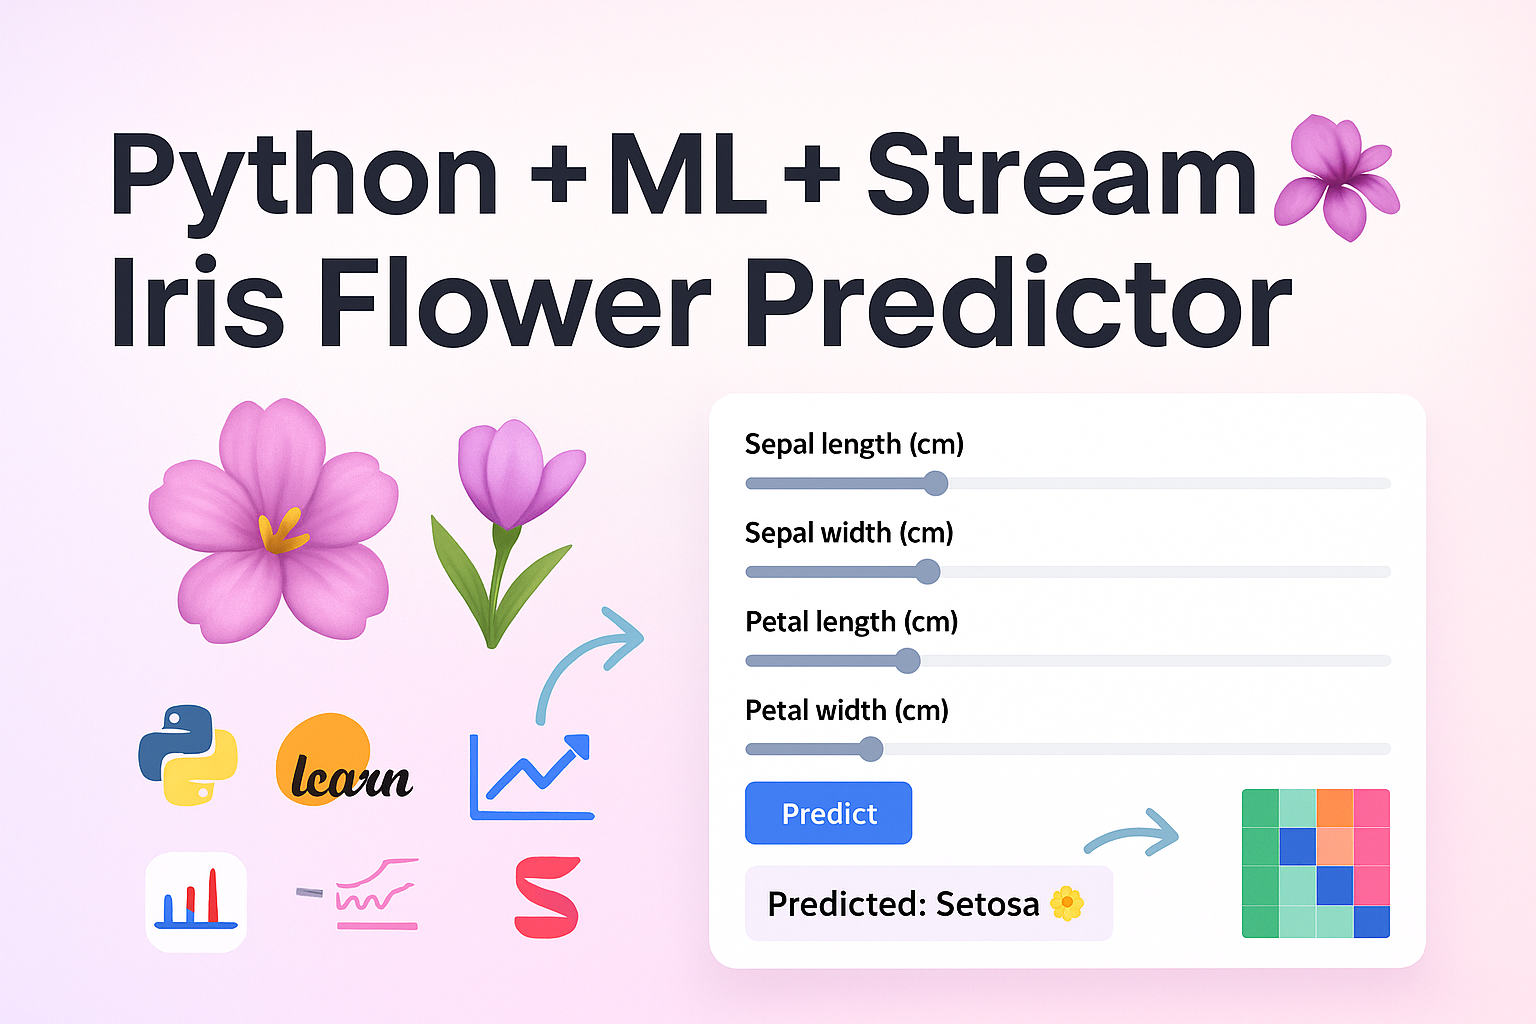 Python + ML + Stream
Iris Flower Predictor
Sepal length (cm)
Sepal width (cm)
Petal length (cm)
Petal width (cm)
learn
Predict
Predicted: Setosa